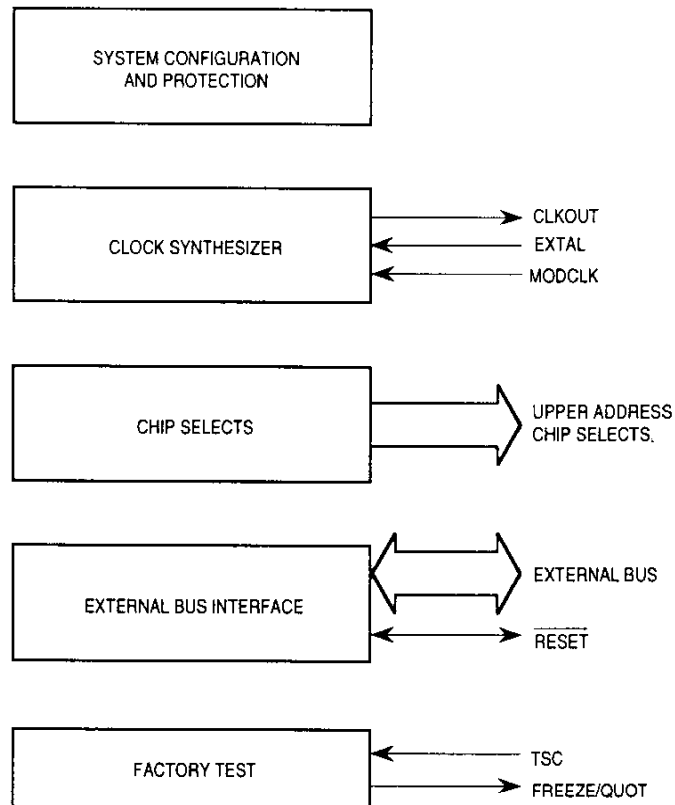 SYSTEM CONFIGURATION
AND PROTECTION
CLOCK SYNTHESIZER
CLKOUT
EXTAL
MODCLK
CHIP SELECTS
UPPER ADDRESS
CHIP SELECTS.
EXTERNAL BUS INTERFACE
EXTERNAL BUS
RESET
FACTORY TEST
TSC
FREEZE/QUOT